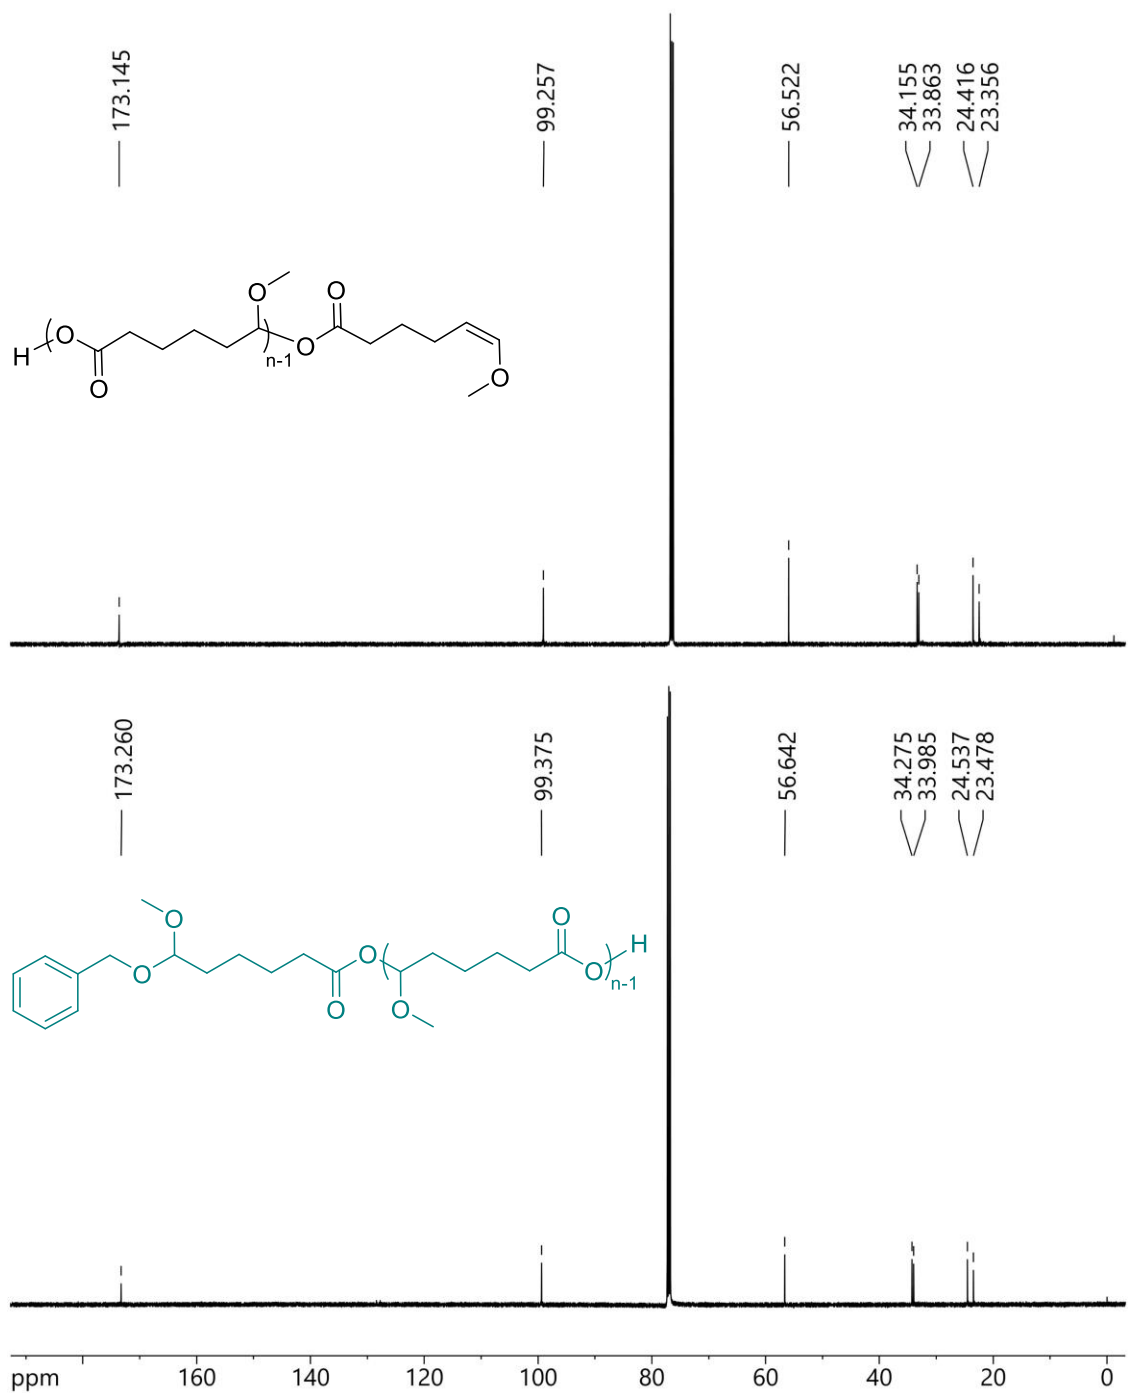 173.145
99.257
56.522
34.155
33.863
24.416
23.356
O
O
H
O
O
n-1
O
O
O
173.260
99.375
56.642
34.275
33.985
24.537
23.478
O
O
H
O
O
O
n-1
O
O
ppm 160 140 120 100 80 60 40 20 0